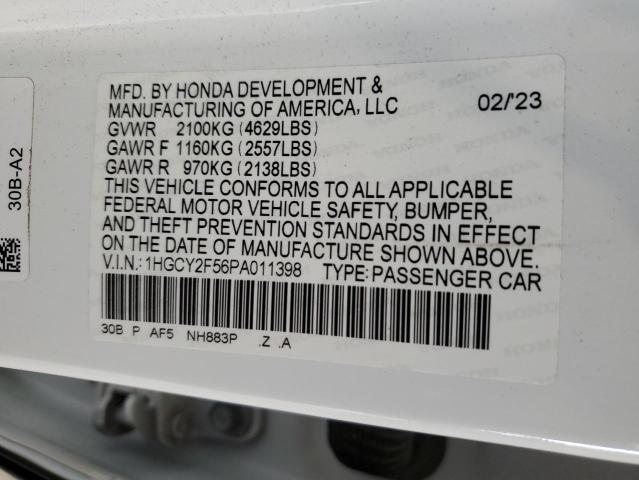 30B-A2
MFD. BY HONDA DEVELOPMENT &
MANUFACTURING OF AMERICA, LLC 02/'23
GVWR 2100KG (4629LBS)
GAWR F 1160KG (2557LBS)
GAWR R 970KG (2138LBS)
THIS VEHICLE CONFORMS TO ALL APPLICABLE
FEDERAL MOTOR VEHICLE SAFETY, BUMPER,
AND THEFT PREVENTION STANDARDS IN EFFECT
ON THE DATE OF MANUFACTURE SHOWN ABOVE.
V.I.N.:1HGCY2F56PA011398 TYPE:PASSENGER CAR
30B P AF5 NH883P .Z .A